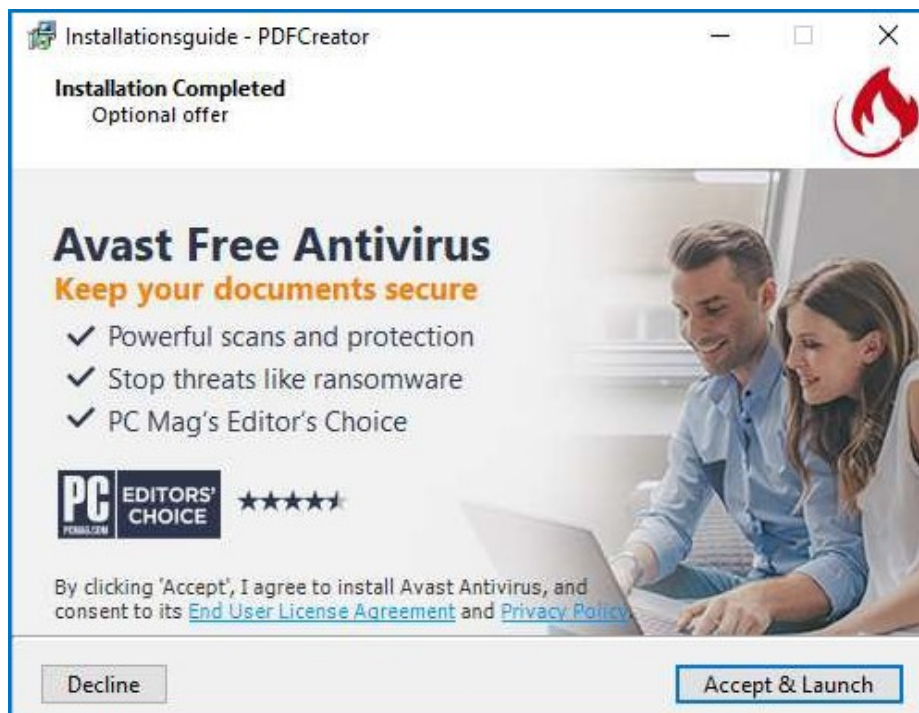 Installationsguide - PDFCreator
Installation Completed
Optional offer
Avast Free Antivirus
Keep your documents secure
Powerful scans and protection
Stop threats like ransomware
PC Mag's Editor's Choice
PC
PCMAG.COM
EDITORS'
CHOICE
By clicking 'Accept', I agree to install Avast Antivirus, and
consent to its End User License Agreement and Privacy Policy.
Decline
Accept & Launch